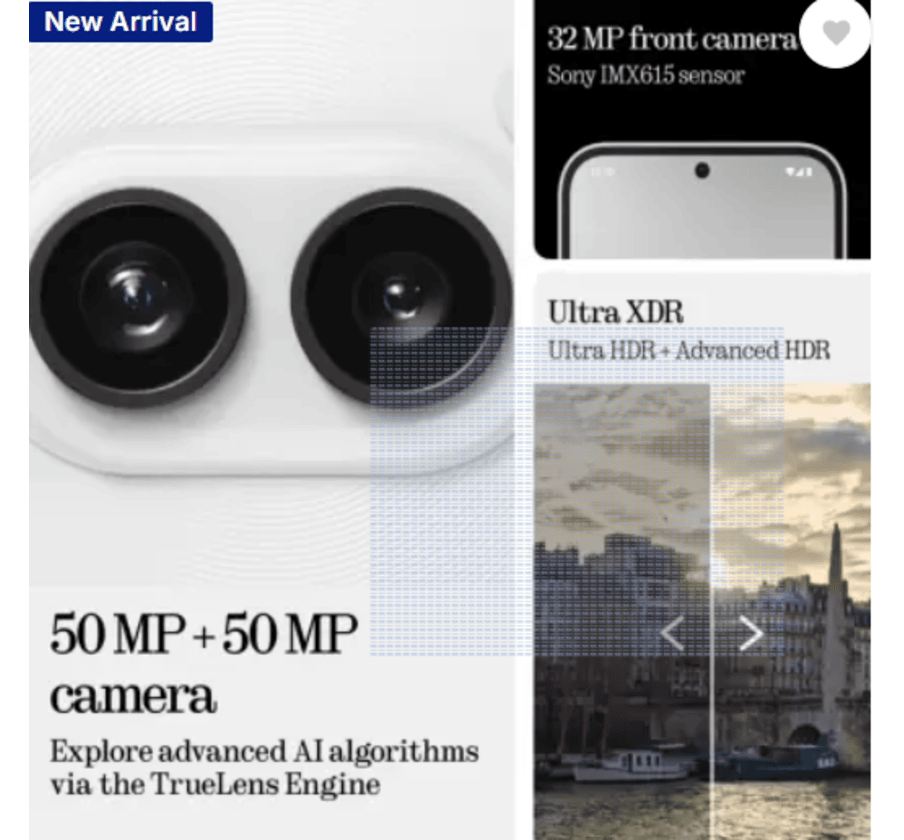 New Arrival
50 MP + 50 MP
camera
Explore advanced AI algorithms
via the TrueLens Engine
32 MP front camera
Sony IMX615 sensor
Ultra XDR
Ultra HDR + Advanced HDR